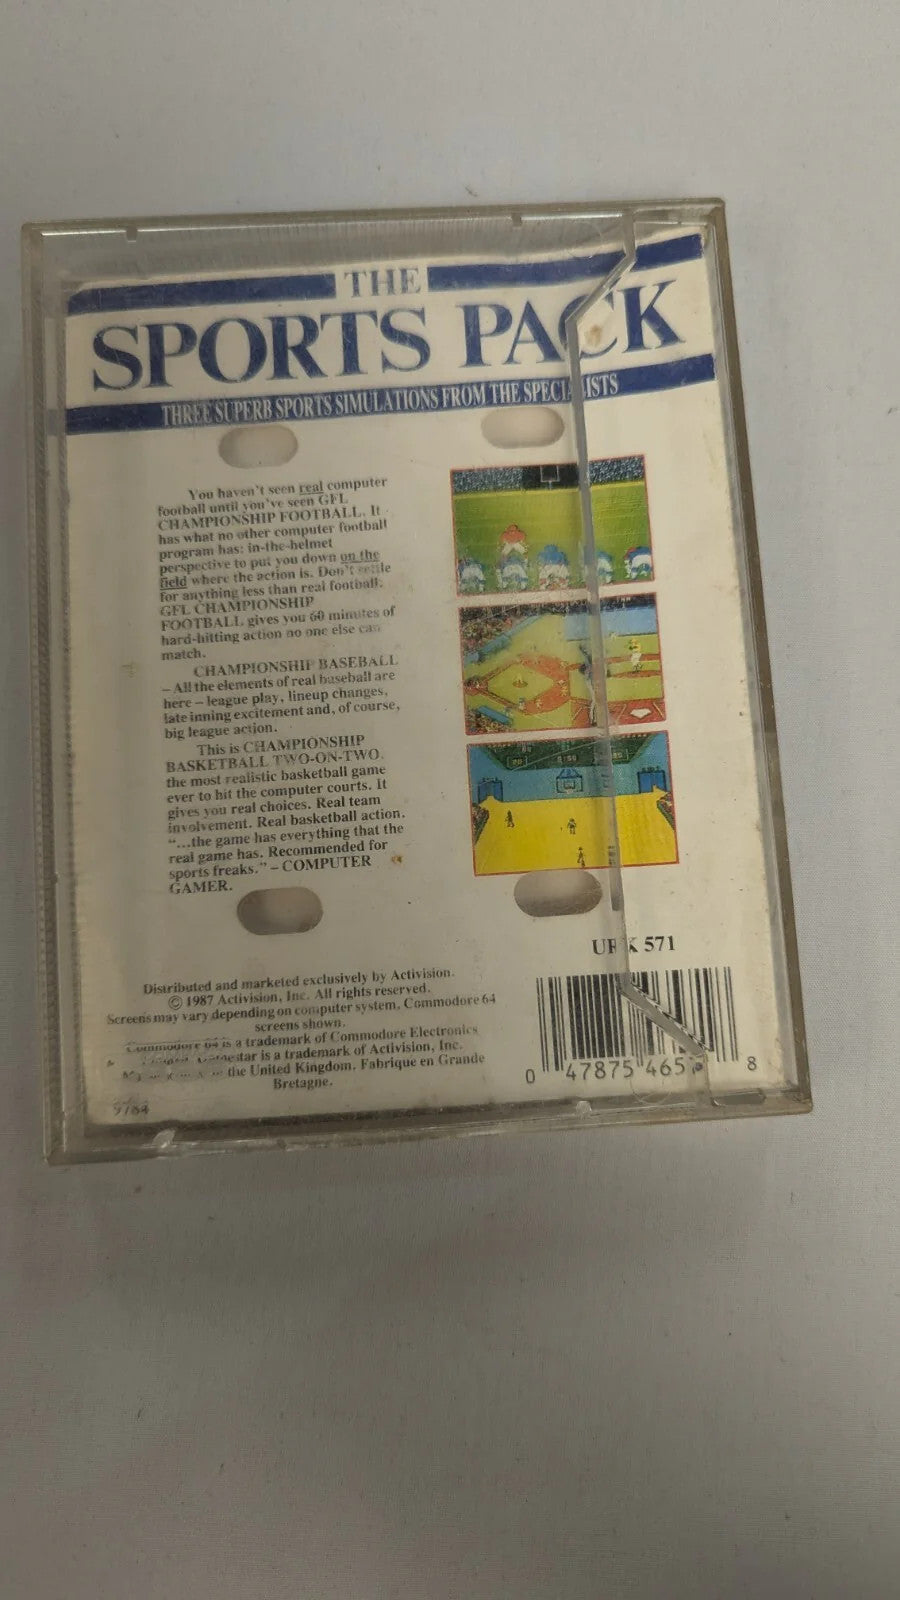 THE
SPORTS PACK
THREE SUPERB SPORTS SIMULATIONS FROM THE SPECIALISTS
You haven't seen real computer
football until you've seen GFL
CHAMPIONSHIP FOOTBALL. It
has what no other computer football
program has: in-the-helmet
perspective to put you down on the
field where the action is. Don't settle
for anything less than real football.
GFL CHAMPIONSHIP
FOOTBALL gives you 60 minutes of
hard-hitting action no one else can
match.
CHAMPIONSHIP BASEBALL
– All the elements of real baseball are
here – league play, lineup changes,
late inning excitement and, of course,
big league action.
This is CHAMPIONSHIP
BASKETBALL TWO-ON-TWO.
the most realistic basketball game
ever to hit the computer courts. It
gives you real choices. Real team
involvement. Real basketball action.
"...the game has everything that the
real game has. Recommended for
sports freaks." – COMPUTER
GAMER.
571
Distributed and marketed exclusively by Activision.
© 1987 Activision, Inc. All rights reserved.
Screens may vary depending on computer system, Commodore 64
screens shown.
Commodore 64 is a trademark of Commodore Electronics
Gamestar is a trademark of Activision, Inc.
the United Kingdom. Fabrique en Grande
Bretagne.
0 47875 465 8